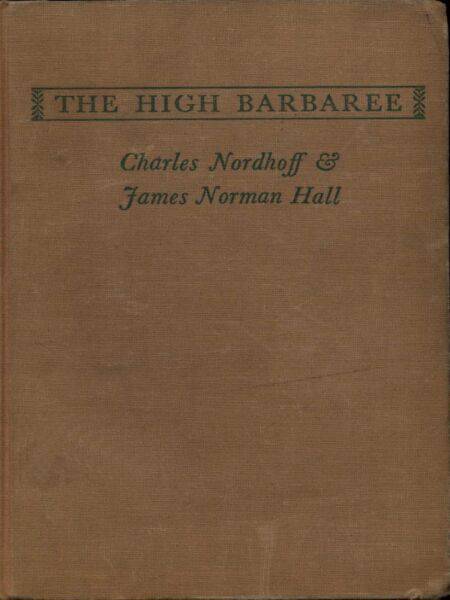 THE HIGH BARBAREE
Charles Nordhoff &
James Norman Hall